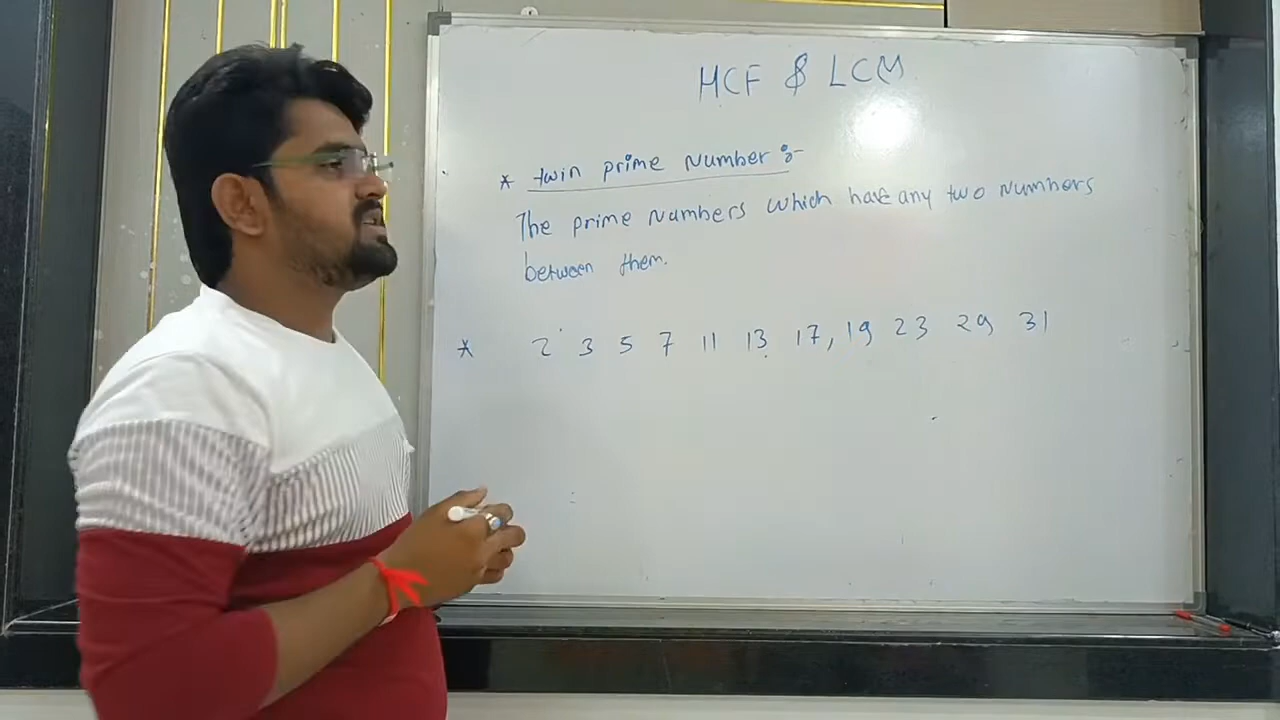 HCF & LCM
* twin prime Number :-
The prime Numbers which have any two Numbers
between them.
* 2 3 5 7 11 13 17, 19 23 29 31